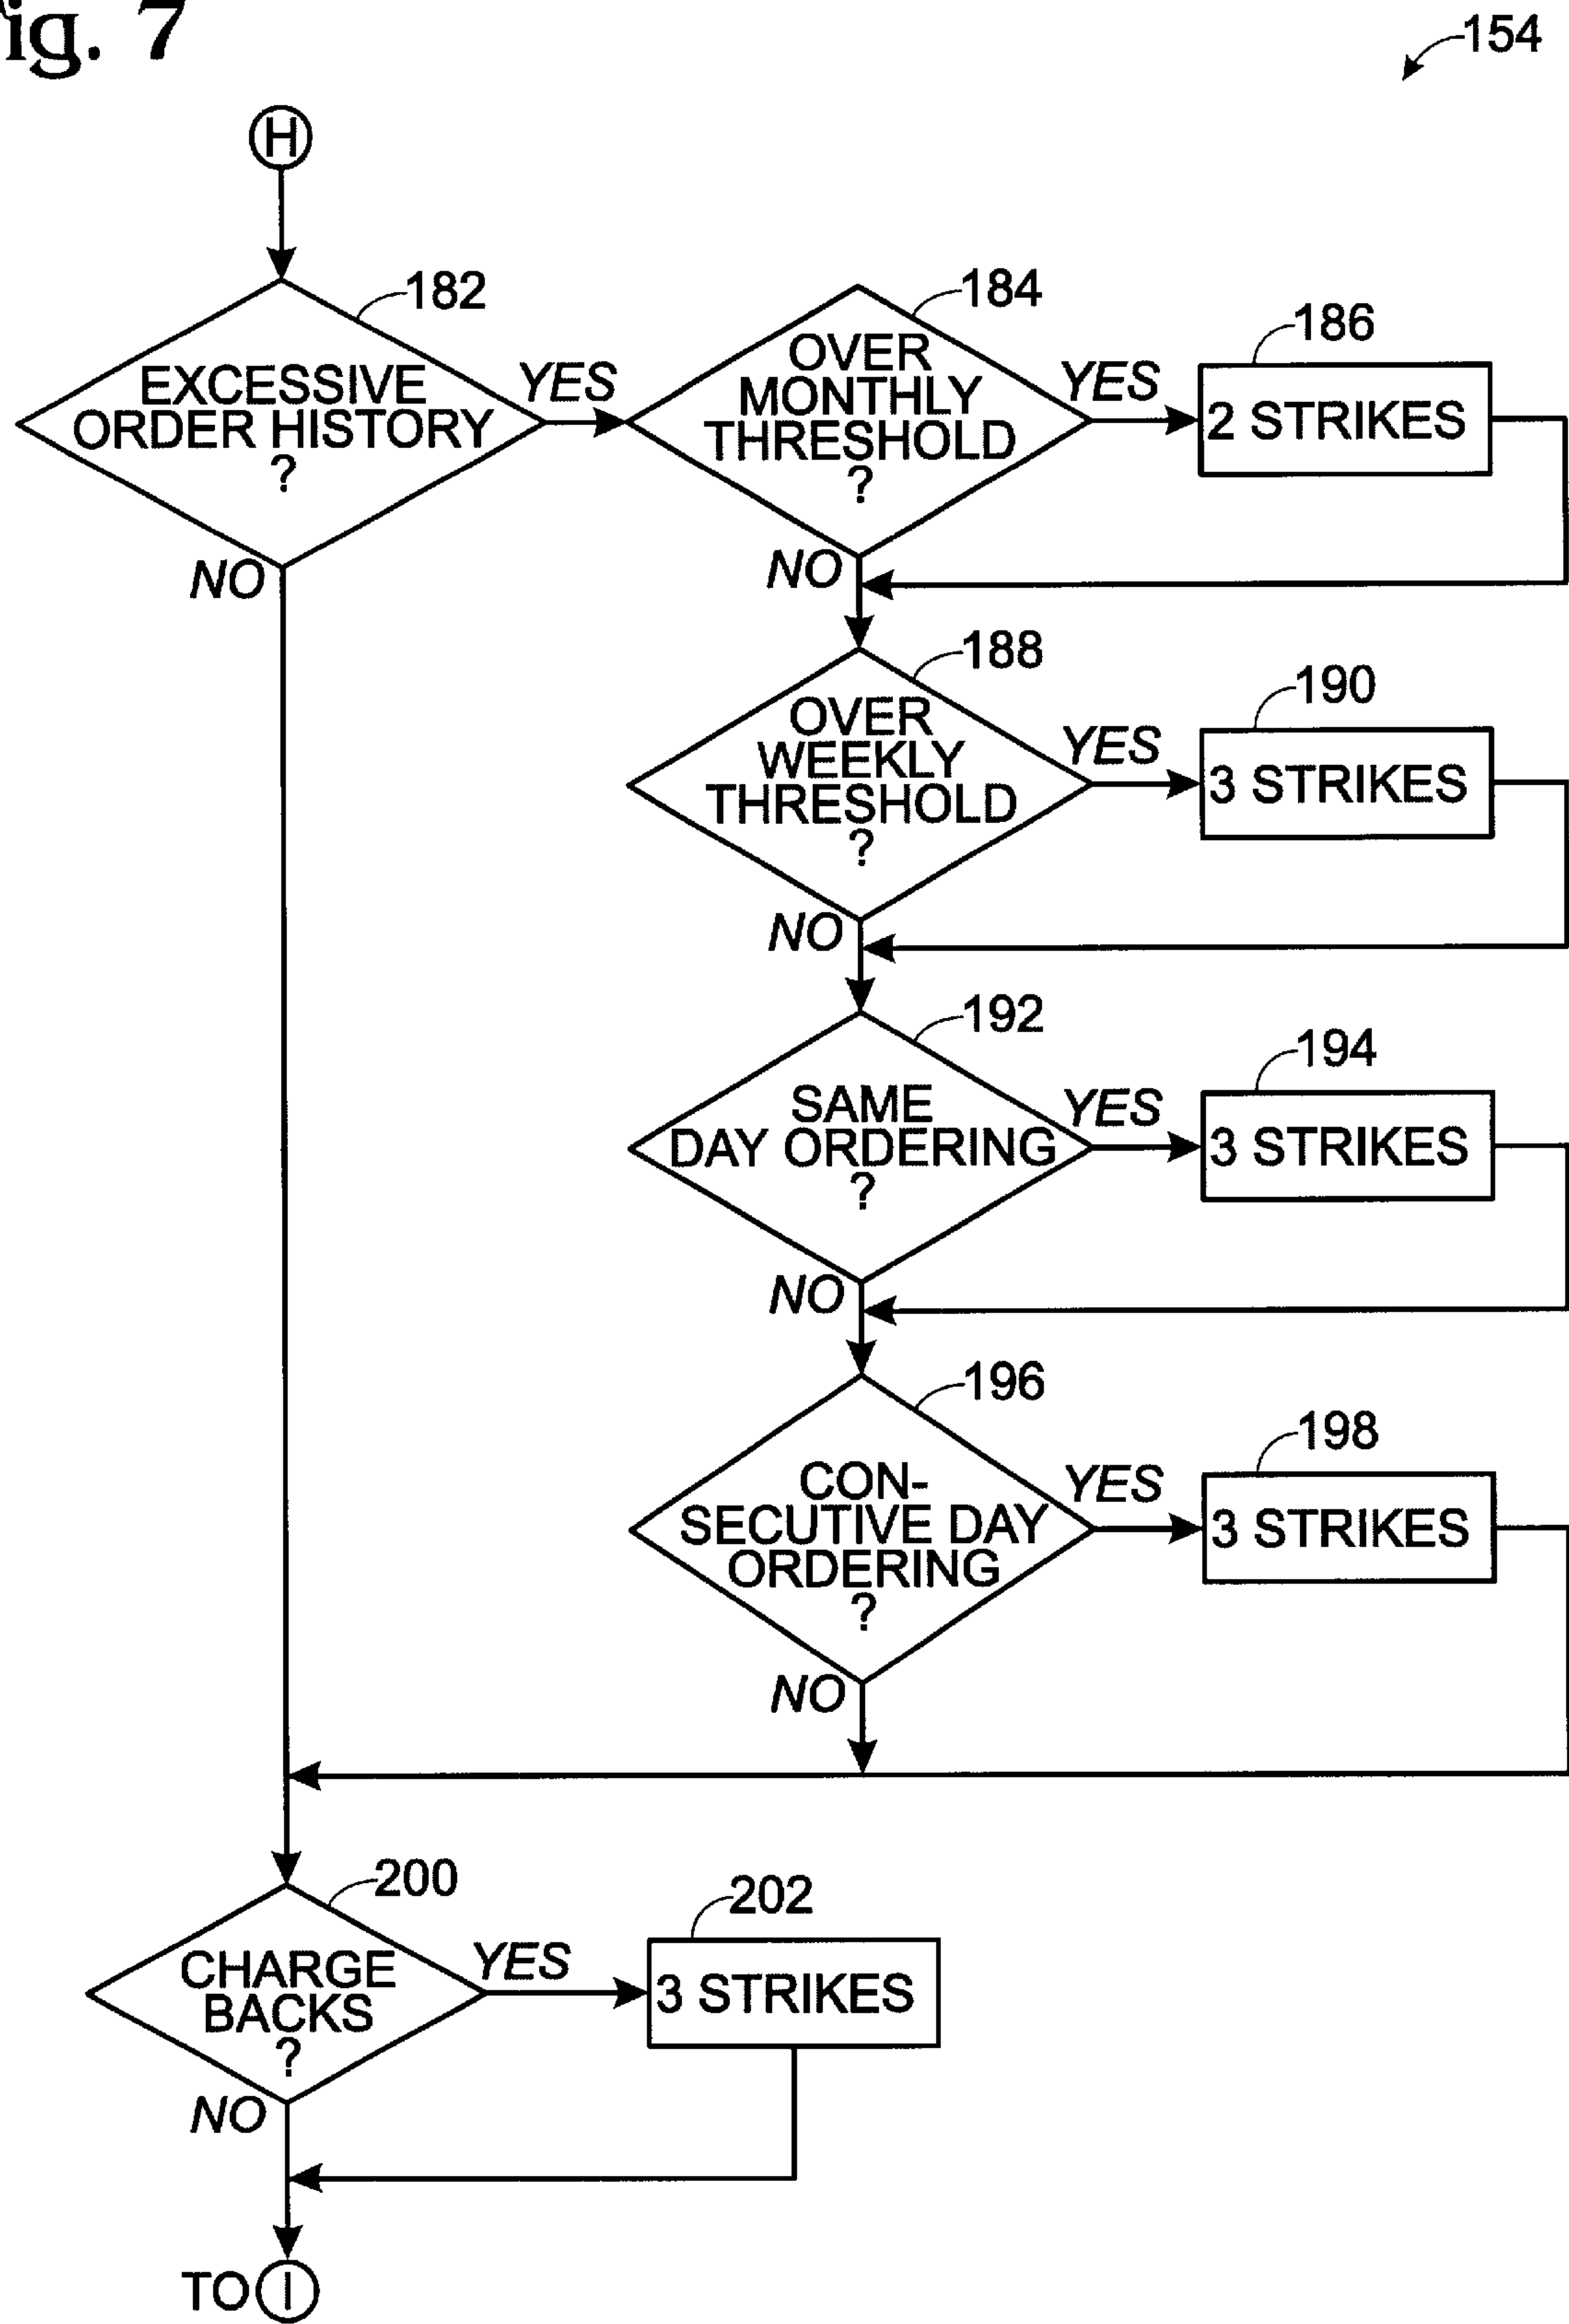 ig. 7
154
H
182
EXCESSIVE
ORDER HISTORY
?
YES
NO
184
OVER
MONTHLY
THRESHOLD
?
YES
NO
186
2 STRIKES
188
OVER
WEEKLY
THRESHOLD
?
YES
NO
190
3 STRIKES
192
SAME
DAY ORDERING
?
YES
NO
194
3 STRIKES
196
CON-
SECUTIVE DAY
ORDERING
?
YES
NO
198
3 STRIKES
200
CHARGE
BACKS
?
YES
NO
202
3 STRIKES
TO I